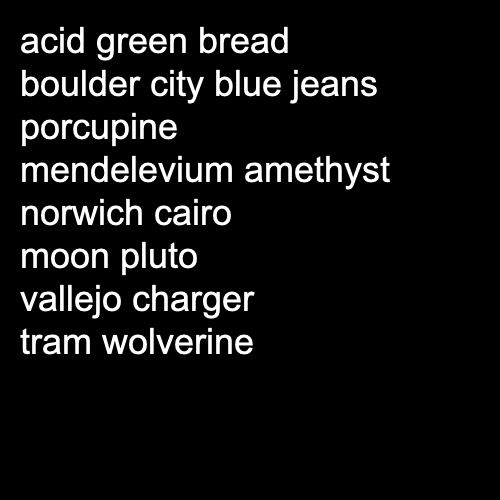 acid green bread
boulder city blue jeans
porcupine
mendelevium amethyst
norwich cairo
moon pluto
vallejo charger
tram wolverine